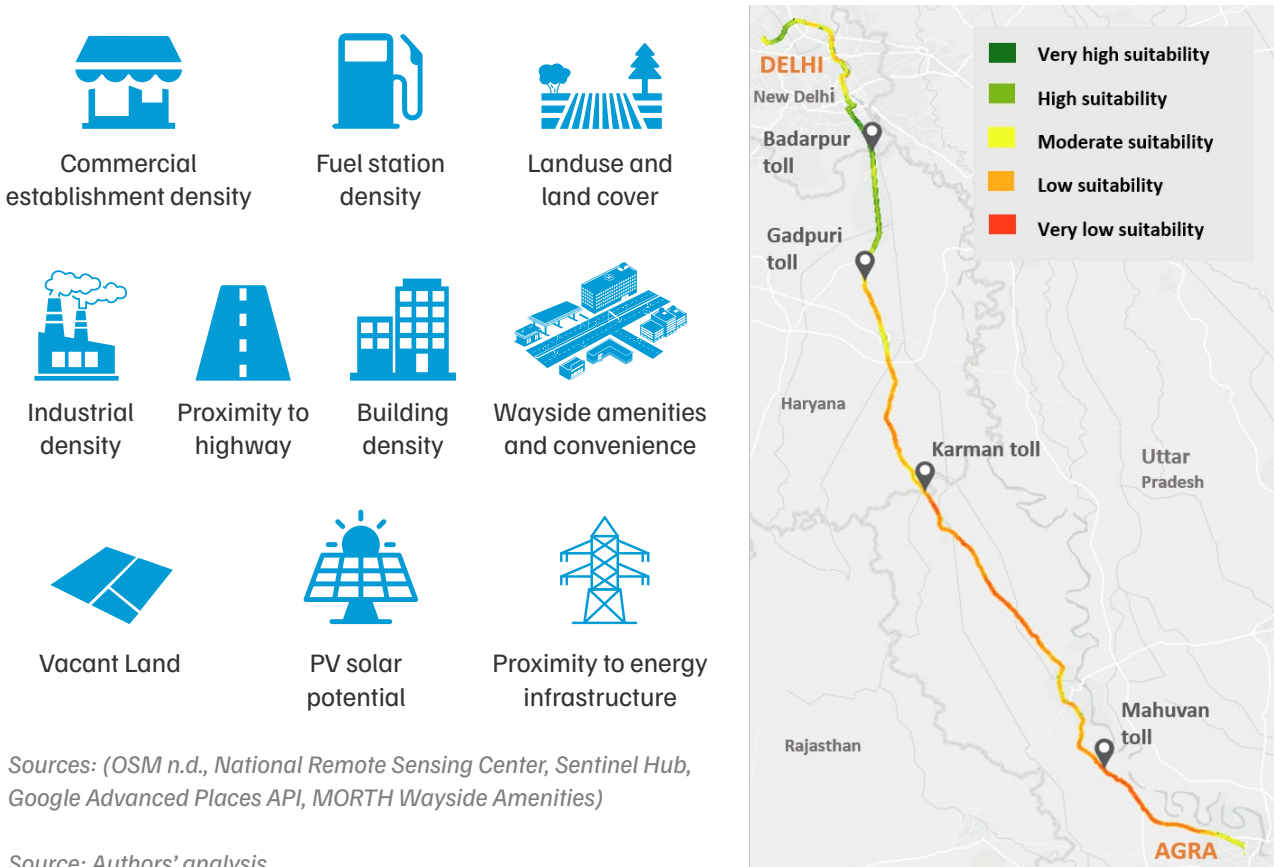 Commercial
establishment density
Fuel station
density
Landuse and
land cover
Industrial
density
Proximity to
highway
Building
density
Wayside amenities
and convenience
Vacant Land
PV solar
potential
Proximity to energy
infrastructure
Sources: (OSM n.d., National Remote Sensing Center, Sentinel Hub,
Google Advanced Places API, MORTH Wayside Amenities)
Source: Authors' analysis
DELHI
New Delhi
Badarpur
toll
Gadpuri
toll
Haryana
Karman toll
Uttar
Pradesh
Mahuvan
toll
Rajasthan
AGRA
Very high suitability
High suitability
Moderate suitability
Low suitability
Very low suitability